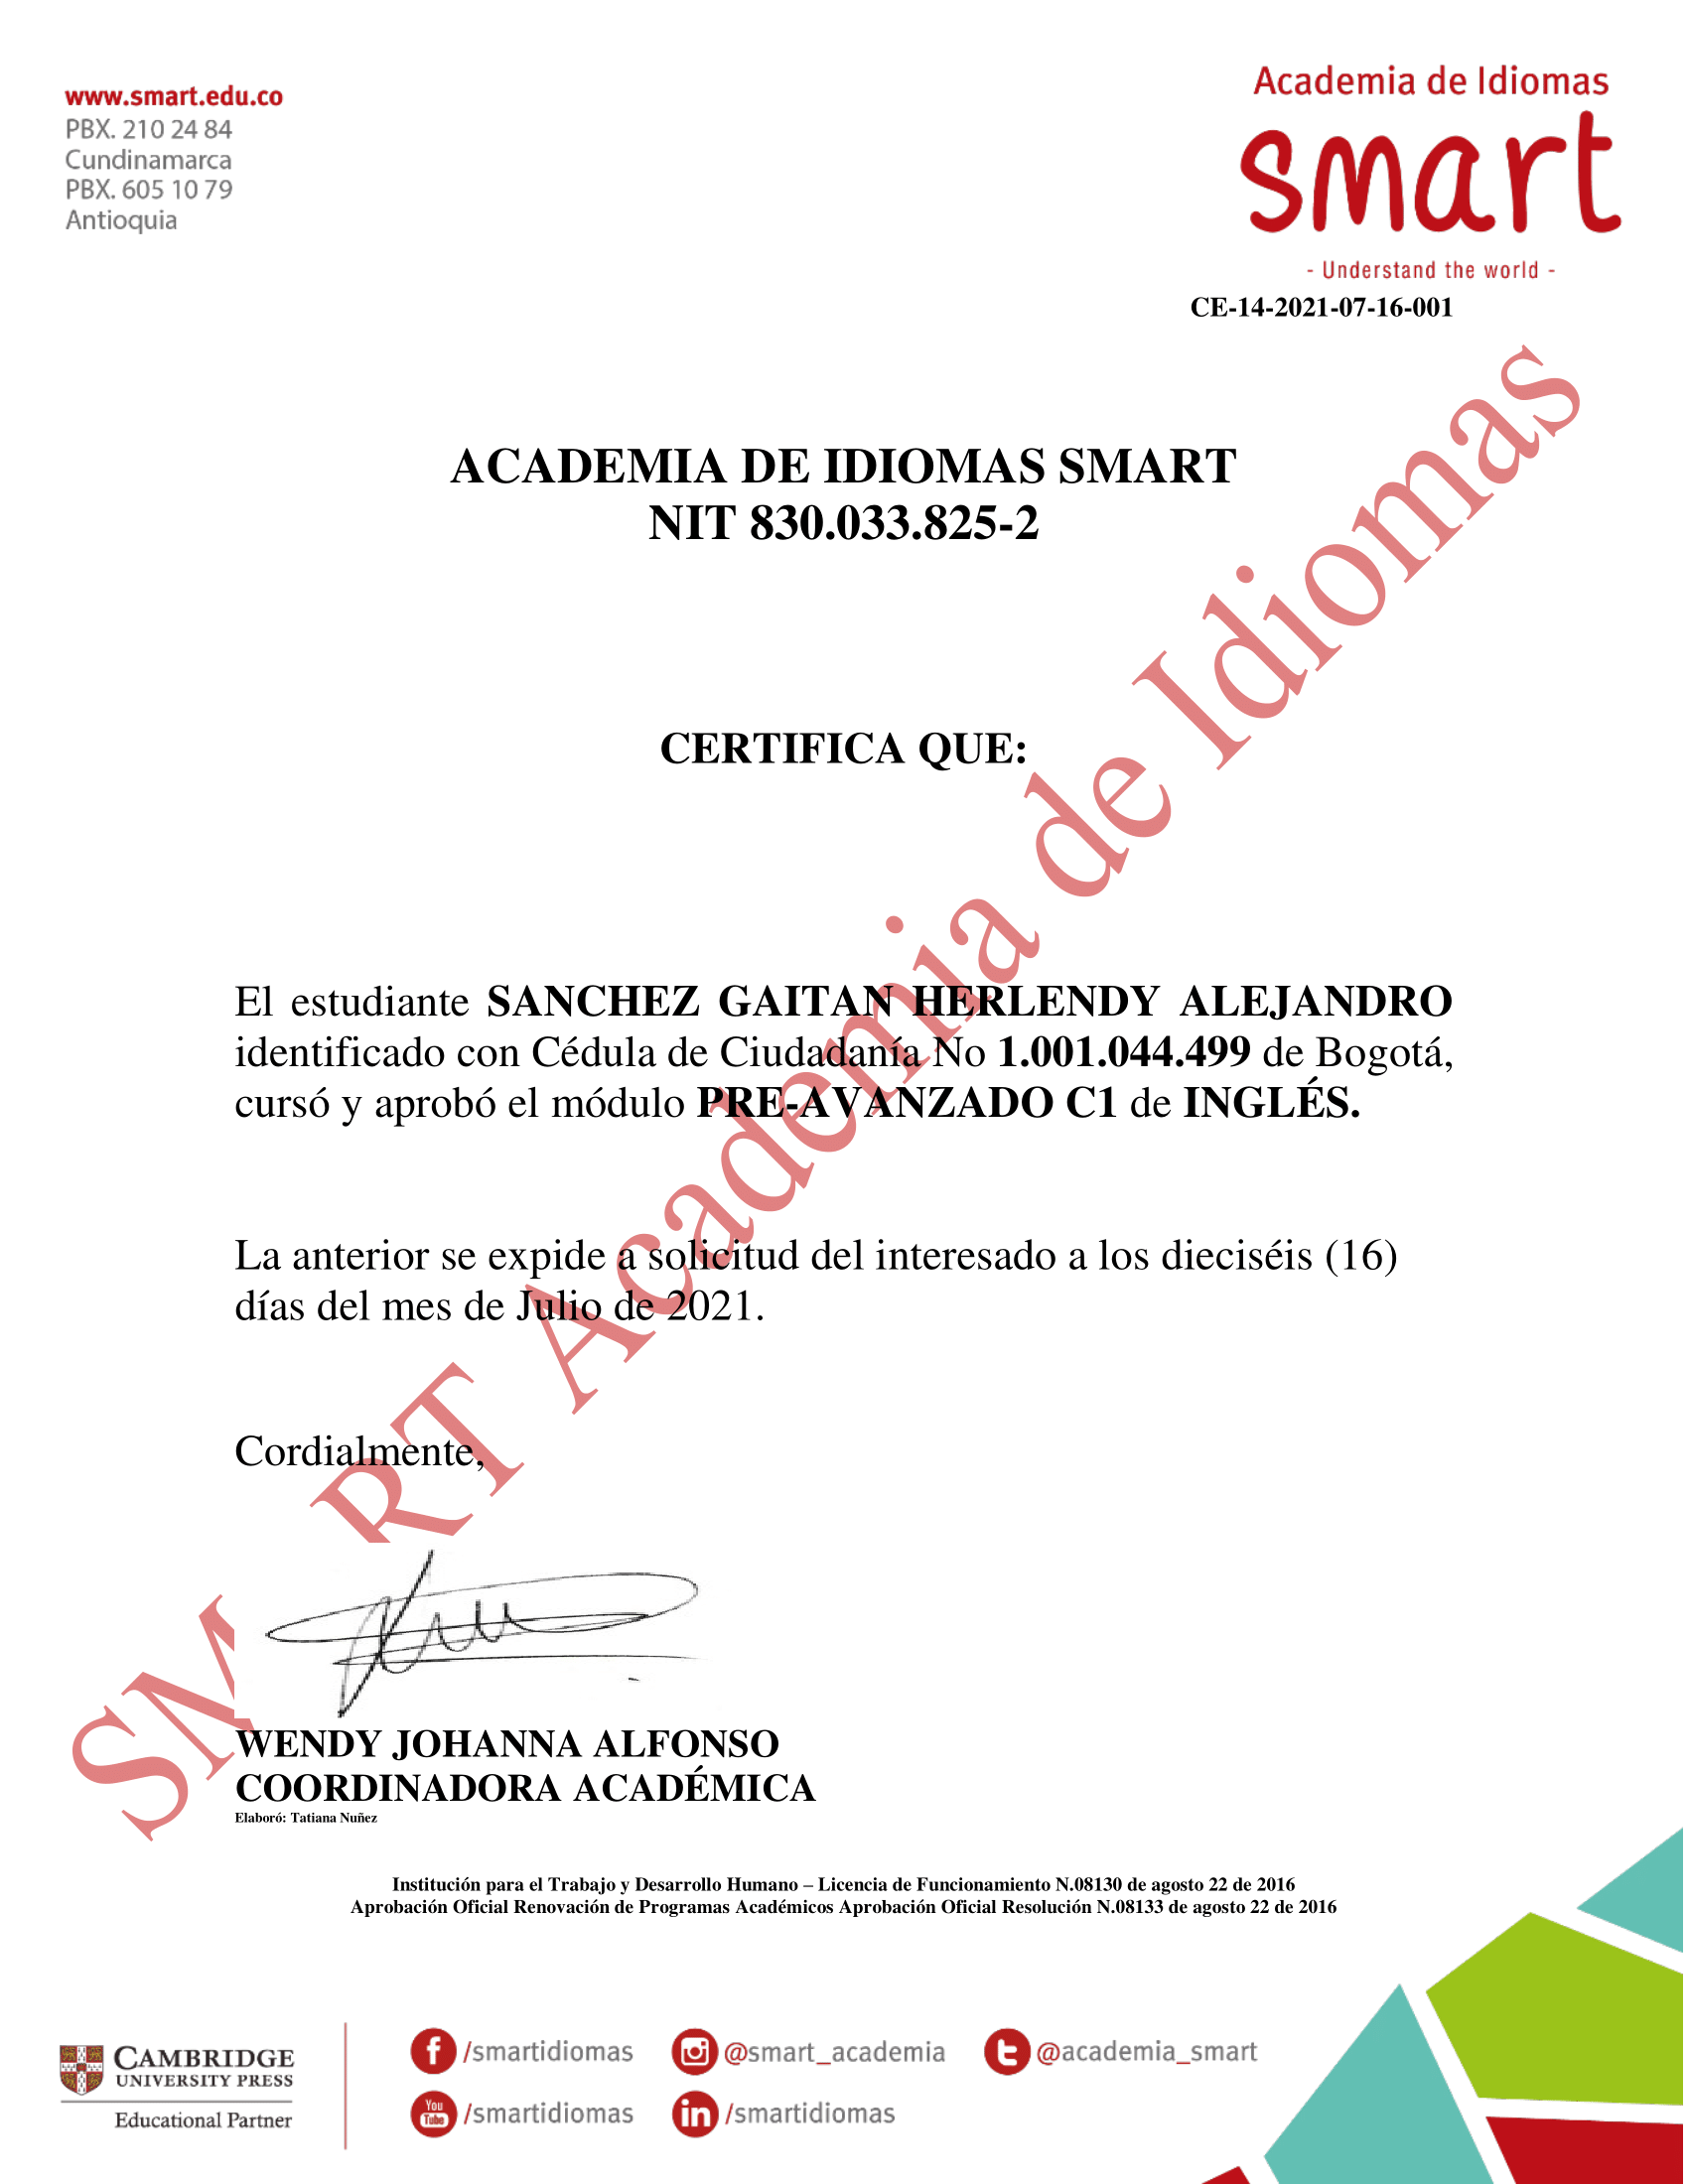 www.smart.edu.co
PBX. 210 24 84
Cundinamarca
PBX. 605 10 79
Antioquia
Academia de Idiomas
smart
- Understand the world -
CE-14-2021-07-16-001
ACADEMIA DE IDIOMAS SMART
NIT 830.033.825-2
CERTIFICA QUE:
El estudiante SANCHEZ GAITAN HERLENDY ALEJANDRO
identificado con Cédula de Ciudadanía No 1.001.044.499 de Bogotá,
cursó y aprobó el módulo PRE-AVANZADO C1 de INGLÉS.
La anterior se expide a solicitud del interesado a los dieciséis (16)
días del mes de Julio de 2021.
Cordialmente,
WENDY JOHANNA ALFONSO
COORDINADORA ACADÉMICA
Elaboró: Tatiana Nuñez
SM RT Academia de Idiomas
Institución para el Trabajo y Desarrollo Humano – Licencia de Funcionamiento N.08130 de agosto 22 de 2016
Aprobación Oficial Renovación de Programas Académicos Aprobación Oficial Resolución N.08133 de agosto 22 de 2016
CAMBRIDGE
UNIVERSITY PRESS
Educational Partner
/smartidiomas @smart_academia @academia_smart
You Tube /smartidiomas in /smartidiomas